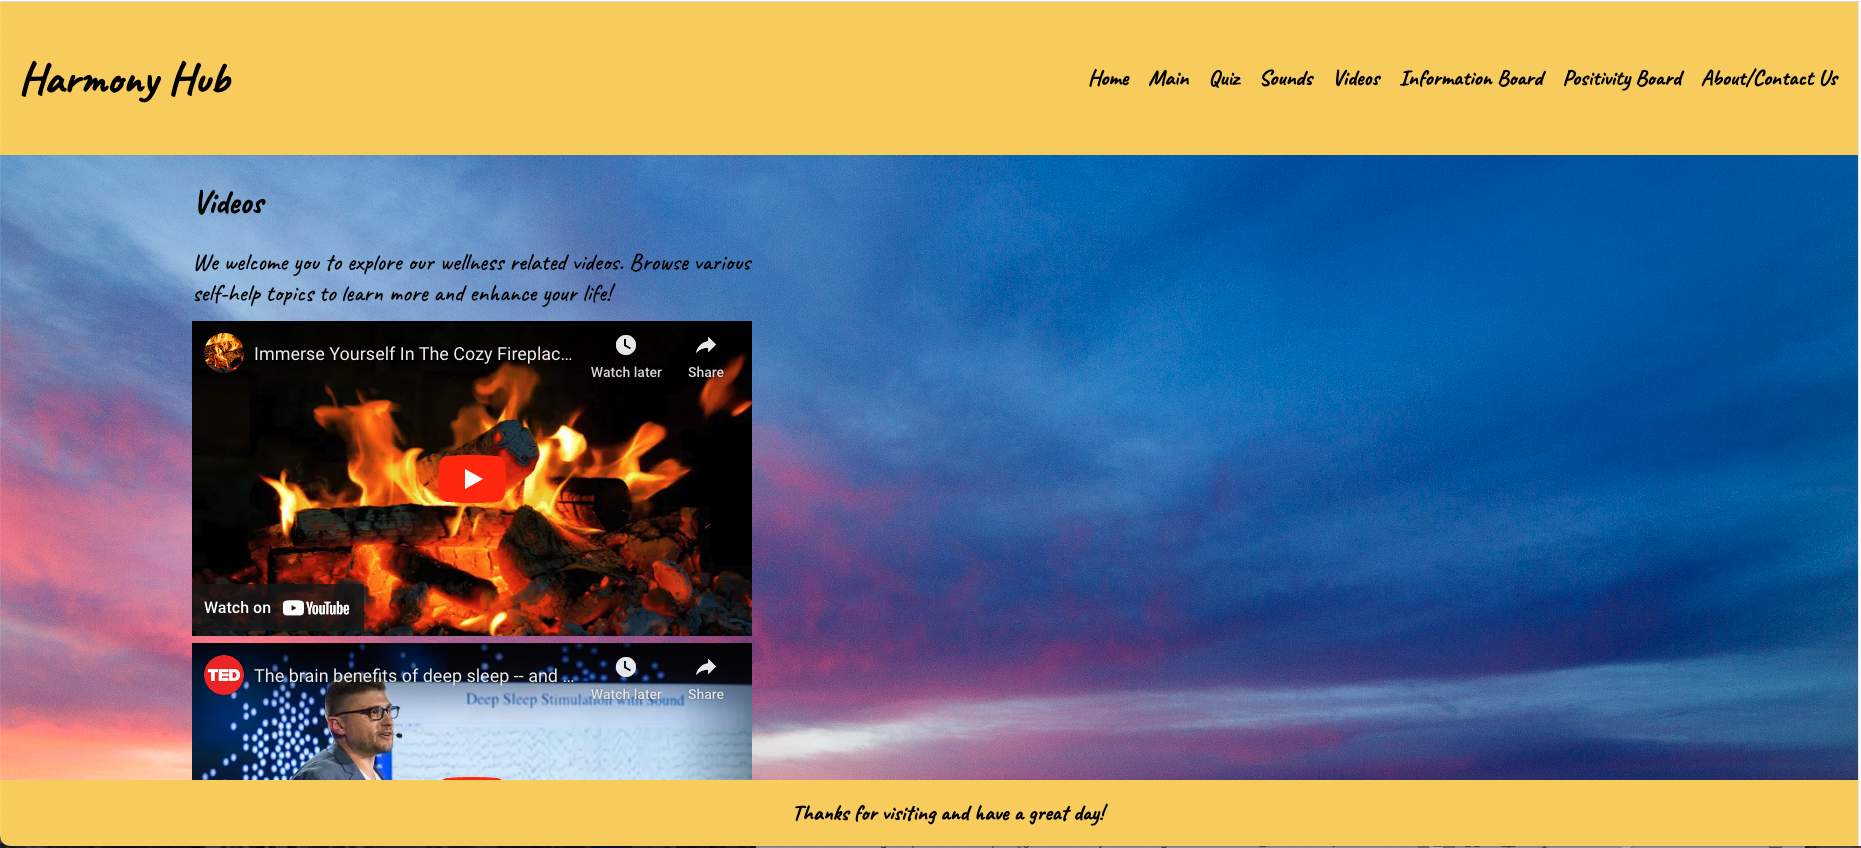 Harmony Hub
Home Main Quiz Sounds Videos Information Board Positivity Board About/Contact Us
Videos
We welcome you to explore our wellness related videos. Browse various
self-help topics to learn more and enhance your life!
Immerse Yourself In The Cozy Fireplac...
Watch later
Share
Watch on YouTube
TED
The brain benefits of deep sleep -- and ...
Watch later
Share
Deep Sleep Stimulation with Sound
Thanks for visiting and have a great day!